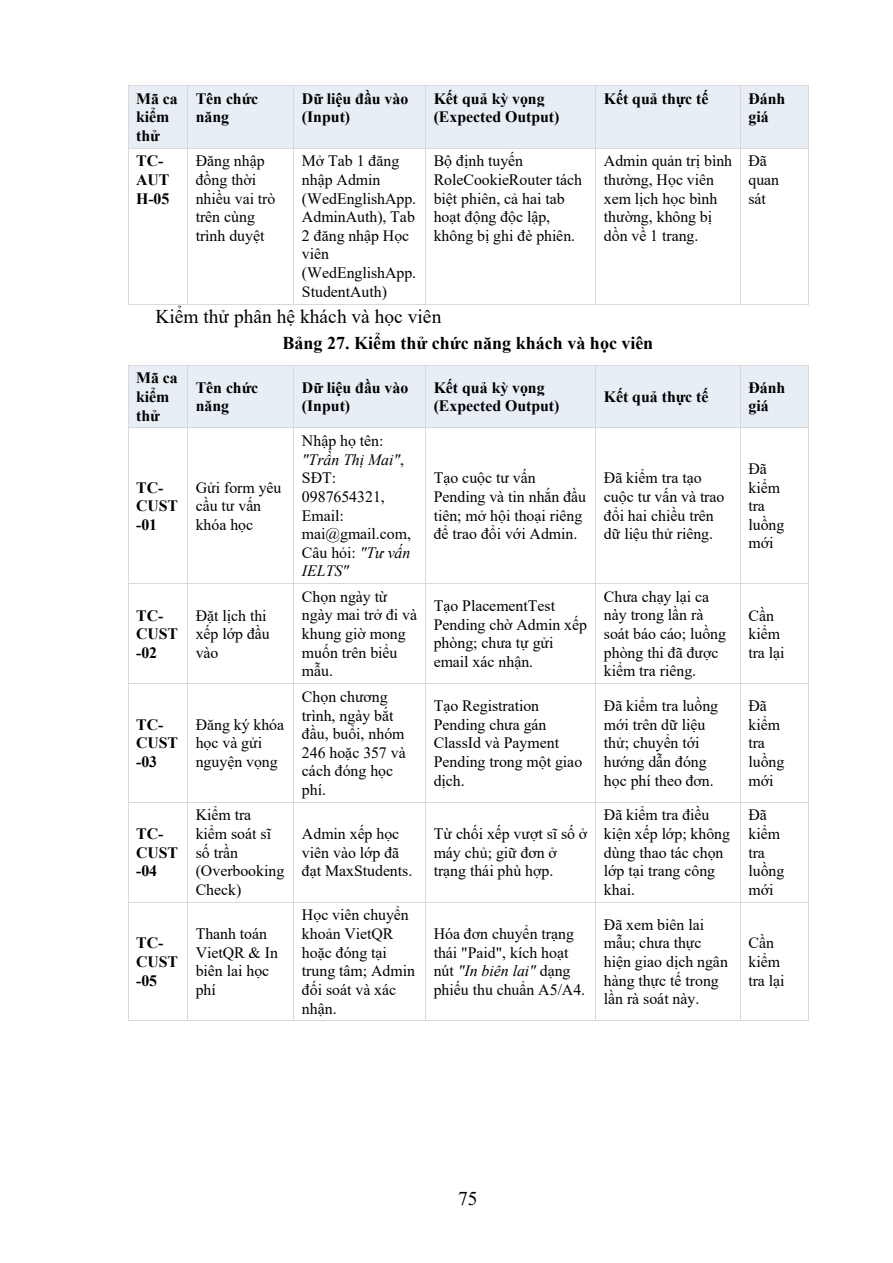 Mã ca kiểm thử | Tên chức năng | Dữ liệu đầu vào (Input) | Kết quả kỳ vọng (Expected Output) | Kết quả thực tế | Đánh giá
TC-AUTH-05 | Đăng nhập đồng thời nhiều vai trò trên cùng trình duyệt | Mở Tab 1 đăng nhập Admin (WedEnglishApp.AdminAuth), Tab 2 đăng nhập Học viên (WedEnglishApp.StudentAuth) | Bộ định tuyến RoleCookieRouter tách biệt phiên, cả hai tab hoạt động độc lập, không bị ghi đè phiên. | Admin quản trị bình thường, Học viên xem lịch học bình thường, không bị dồn về 1 trang. | Đã quan sát
Kiểm thử phân hệ khách và học viên
Bảng 27. Kiểm thử chức năng khách và học viên
Mã ca kiểm thử | Tên chức năng | Dữ liệu đầu vào (Input) | Kết quả kỳ vọng (Expected Output) | Kết quả thực tế | Đánh giá
TC-CUST-01 | Gửi form yêu cầu tư vấn khóa học | Nhập họ tên: "Trần Thị Mai", SĐT: 0987654321, Email: mai@gmail.com, Câu hỏi: "Tư vấn IELTS" | Tạo cuộc tư vấn Pending và tin nhắn đầu tiên; mở hội thoại riêng để trao đổi với Admin. | Đã kiểm tra tạo cuộc tư vấn và trao đổi hai chiều trên dữ liệu thử riêng. | Đã kiểm tra luồng mới
TC-CUST-02 | Đặt lịch thi xếp lớp đầu vào | Chọn ngày từ ngày mai trở đi và khung giờ mong muốn trên biểu mẫu. | Tạo PlacementTest Pending chờ Admin xếp phòng; chưa tự gửi email xác nhận. | Chưa chạy lại ca này trong lần rà soát báo cáo; luồng phòng thi đã được kiểm tra riêng. | Cần kiểm tra lại
TC-CUST-03 | Đăng ký khóa học và gửi nguyện vọng | Chọn chương trình, ngày bắt đầu, buổi, nhóm 246 hoặc 357 và cách đóng học phí. | Tạo Registration Pending chưa gán ClassId và Payment Pending trong một giao dịch. | Đã kiểm tra luồng mới trên dữ liệu thử; chuyển tới hướng dẫn đóng học phí theo đơn. | Đã kiểm tra luồng mới
TC-CUST-04 | Kiểm tra kiểm soát sĩ số trần (Overbooking Check) | Admin xếp học viên vào lớp đã đạt MaxStudents. | Từ chối xếp vượt sĩ số ở máy chủ; giữ đơn ở trạng thái phù hợp. | Đã kiểm tra điều kiện xếp lớp; không dùng thao tác chọn lớp tại trang công khai. | Đã kiểm tra luồng mới
TC-CUST-05 | Thanh toán VietQR & In biên lai học phí | Học viên chuyển khoản VietQR hoặc đóng tại trung tâm; Admin đối soát và xác nhận. | Hóa đơn chuyển trạng thái "Paid", kích hoạt nút "In biên lai" dạng phiếu thu chuẩn A5/A4. | Đã xem biên lai mẫu; chưa thực hiện giao dịch ngân hàng thực tế trong lần rà soát này. | Cần kiểm tra lại
75